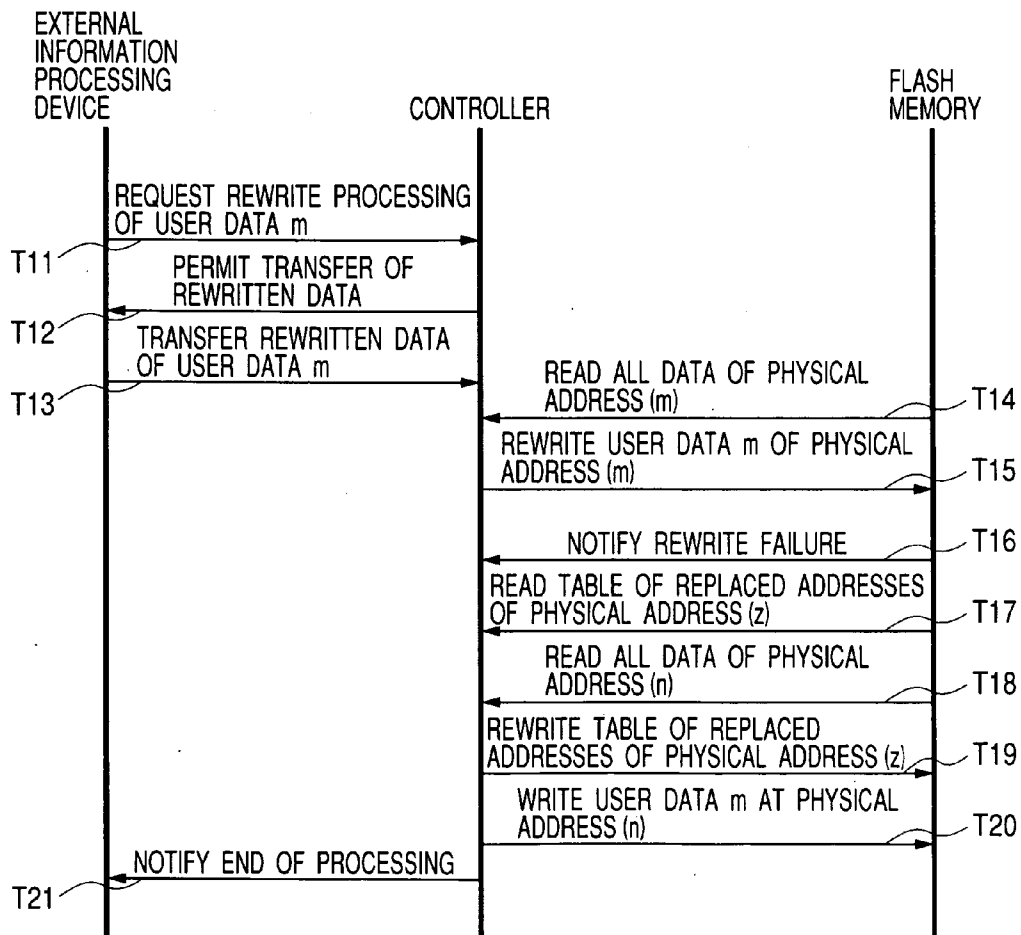 EXTERNAL
INFORMATION
PROCESSING
DEVICE
CONTROLLER
FLASH
MEMORY
REQUEST REWRITE PROCESSING
OF USER DATA m
T11
PERMIT TRANSFER OF
REWRITTEN DATA
T12
TRANSFER REWRITTEN DATA
OF USER DATA m
T13
READ ALL DATA OF PHYSICAL
ADDRESS (m)
T14
REWRITE USER DATA m OF PHYSICAL
ADDRESS (m)
T15
NOTIFY REWRITE FAILURE
T16
READ TABLE OF REPLACED ADDRESSES
OF PHYSICAL ADDRESS (z)
T17
READ ALL DATA OF PHYSICAL
ADDRESS (n)
T18
REWRITE TABLE OF REPLACED
ADDRESSES OF PHYSICAL ADDRESS (z)
T19
WRITE USER DATA m AT PHYSICAL
ADDRESS (n)
T20
NOTIFY END OF PROCESSING
T21